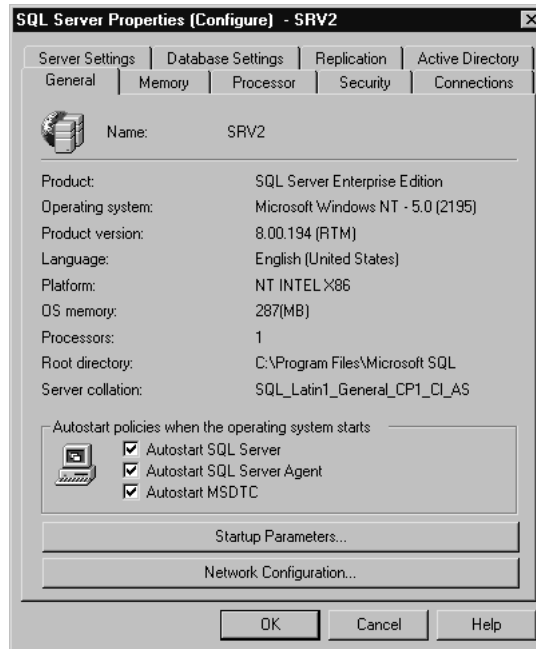 SQL Server Properties (Configure) - SRV2
Server Settings Database Settings Replication Active Directory
General Memory Processor Security Connections
Name: SRV2
Product: SQL Server Enterprise Edition
Operating system: Microsoft Windows NT - 5.0 (2195)
Product version: 8.00.194 (RTM)
Language: English (United States)
Platform: NT INTEL X86
OS memory: 287(MB)
Processors: 1
Root directory: C:\Program Files\Microsoft SQL
Server collation: SQL_Latin1_General_CP1_CI_AS
Autostart policies when the operating system starts
Autostart SQL Server
Autostart SQL Server Agent
Autostart MSDTC
Startup Parameters...
Network Configuration...
OK Cancel Help